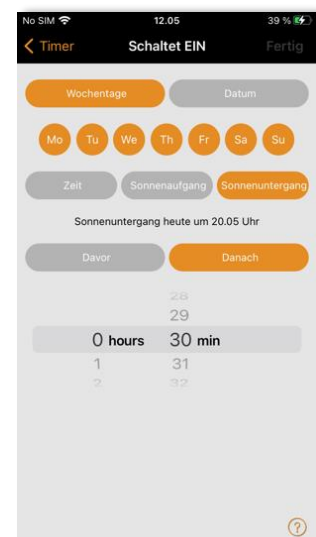 No SIM 12.05 39 %
Timer Schaltet EIN Fertig
Wochentage Datum
Mo Tu We Th Fr Sa Su
Zeit Sonnenaufgang Sonnenuntergang
Sonnenuntergang heute um 20.05 Uhr
Davor Danach
28
29
0 hours 30 min
1 31
2 32
?